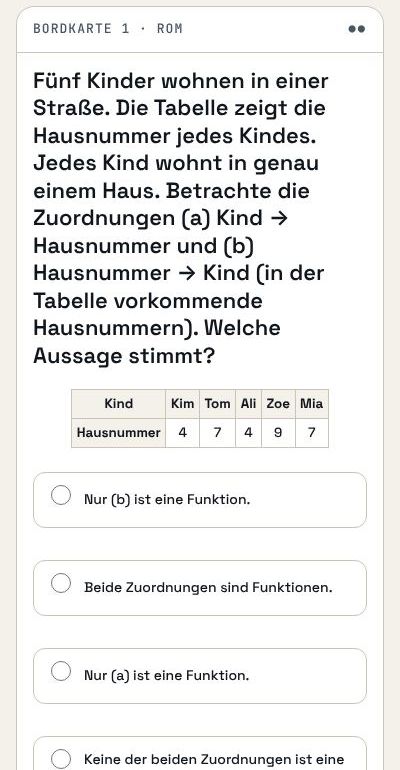 BORDKARTE 1 · ROM
Fünf Kinder wohnen in einer
Straße. Die Tabelle zeigt die
Hausnummer jedes Kindes.
Jedes Kind wohnt in genau
einem Haus. Betrachte die
Zuordnungen (a) Kind →
Hausnummer und (b)
Hausnummer → Kind (in der
Tabelle vorkommende
Hausnummern). Welche
Aussage stimmt?
Kind Kim Tom Ali Zoe Mia
Hausnummer 4 7 4 9 7
Nur (b) ist eine Funktion.
Beide Zuordnungen sind Funktionen.
Nur (a) ist eine Funktion.
Keine der beiden Zuordnungen ist eine